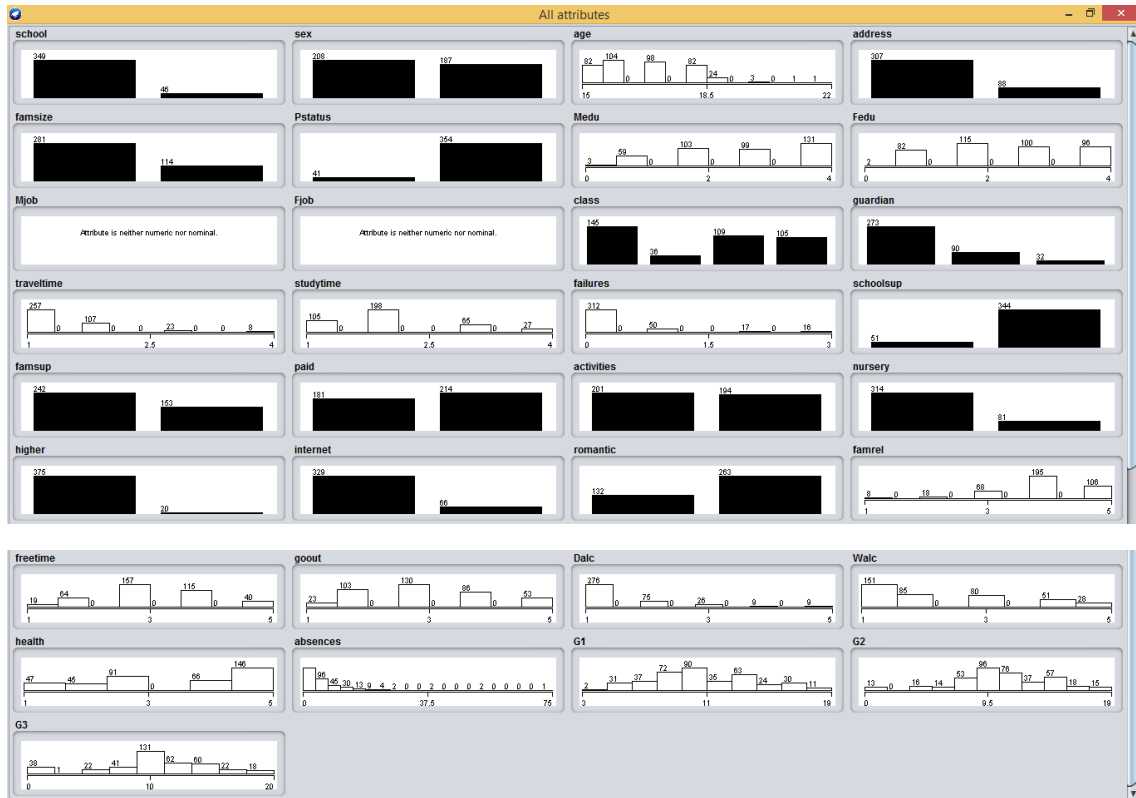 All attributes
school sex age address
349 46
208 187
82 104 0 98 0 82 24 0 3 0 1 1
15 18.5 22
307 88
famsize Pstatus Medu Fedu
281 114
41 354
3 59 0 103 0 99 0 131
0 2 4
2 82 0 115 0 100 0 96
0 2 4
Mjob Fjob class guardian
Attribute is neither numeric nor nominal.
Attribute is neither numeric nor nominal.
145 36 109 105
273 90 32
traveltime studytime failures schoolsup
257 0 107 0 0 23 0 0 8
1 2.5 4
105 0 198 0 0 65 0 27
1 2.5 4
312 0 50 0 0 17 0 16
0 1.5 3
51 344
famsup paid activities nursery
242 153
181 214
201 194
314 81
higher internet romantic famrel
375 20
329 66
132 263
8 0 18 0 68 0 195 0 106
1 3 5
freetime goout Dalc Walc
19 64 0 157 0 115 0 40
1 3 5
23 103 0 130 0 86 0 53
1 3 5
276 0 75 0 26 0 9 0 9
1 3 5
151 85 0 80 0 51 28
1 3 5
health absences G1 G2
47 45 91 0 66 146
1 3 5
96 45 30 13 9 4 2 0 2 0 0 0 2 0 0 0 0 1
0 37.5 75
2 31 37 72 90 35 63 24 30 11
3 11 19
13 0 16 14 53 96 76 37 57 18 15
0 9.5 19
G3
38 1 22 41 131 62 60 22 18
0 10 20